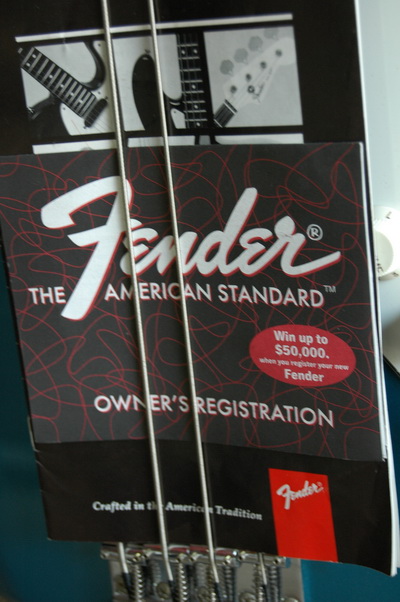 Fender®
THE AMERICAN STANDARD™
Win up to
$50,000.
when you register your new
Fender
OWNER'S REGISTRATION
Crafted in the American Tradition
Fender